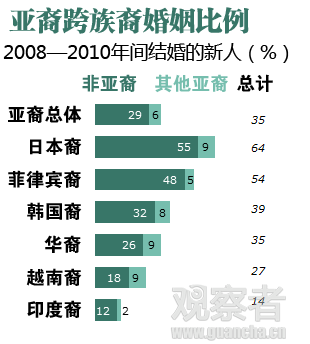 亚裔跨族裔婚姻比例
2008—2010年间结婚的新人（%）
非亚裔 其他亚裔 总计
亚裔总体 29 6 35
日本裔 55 9 64
菲律宾裔 48 5 54
韩国裔 32 8 39
华裔 26 9 35
越南裔 18 9 27
印度裔 12 2 14
观察者
www.guancha.cn